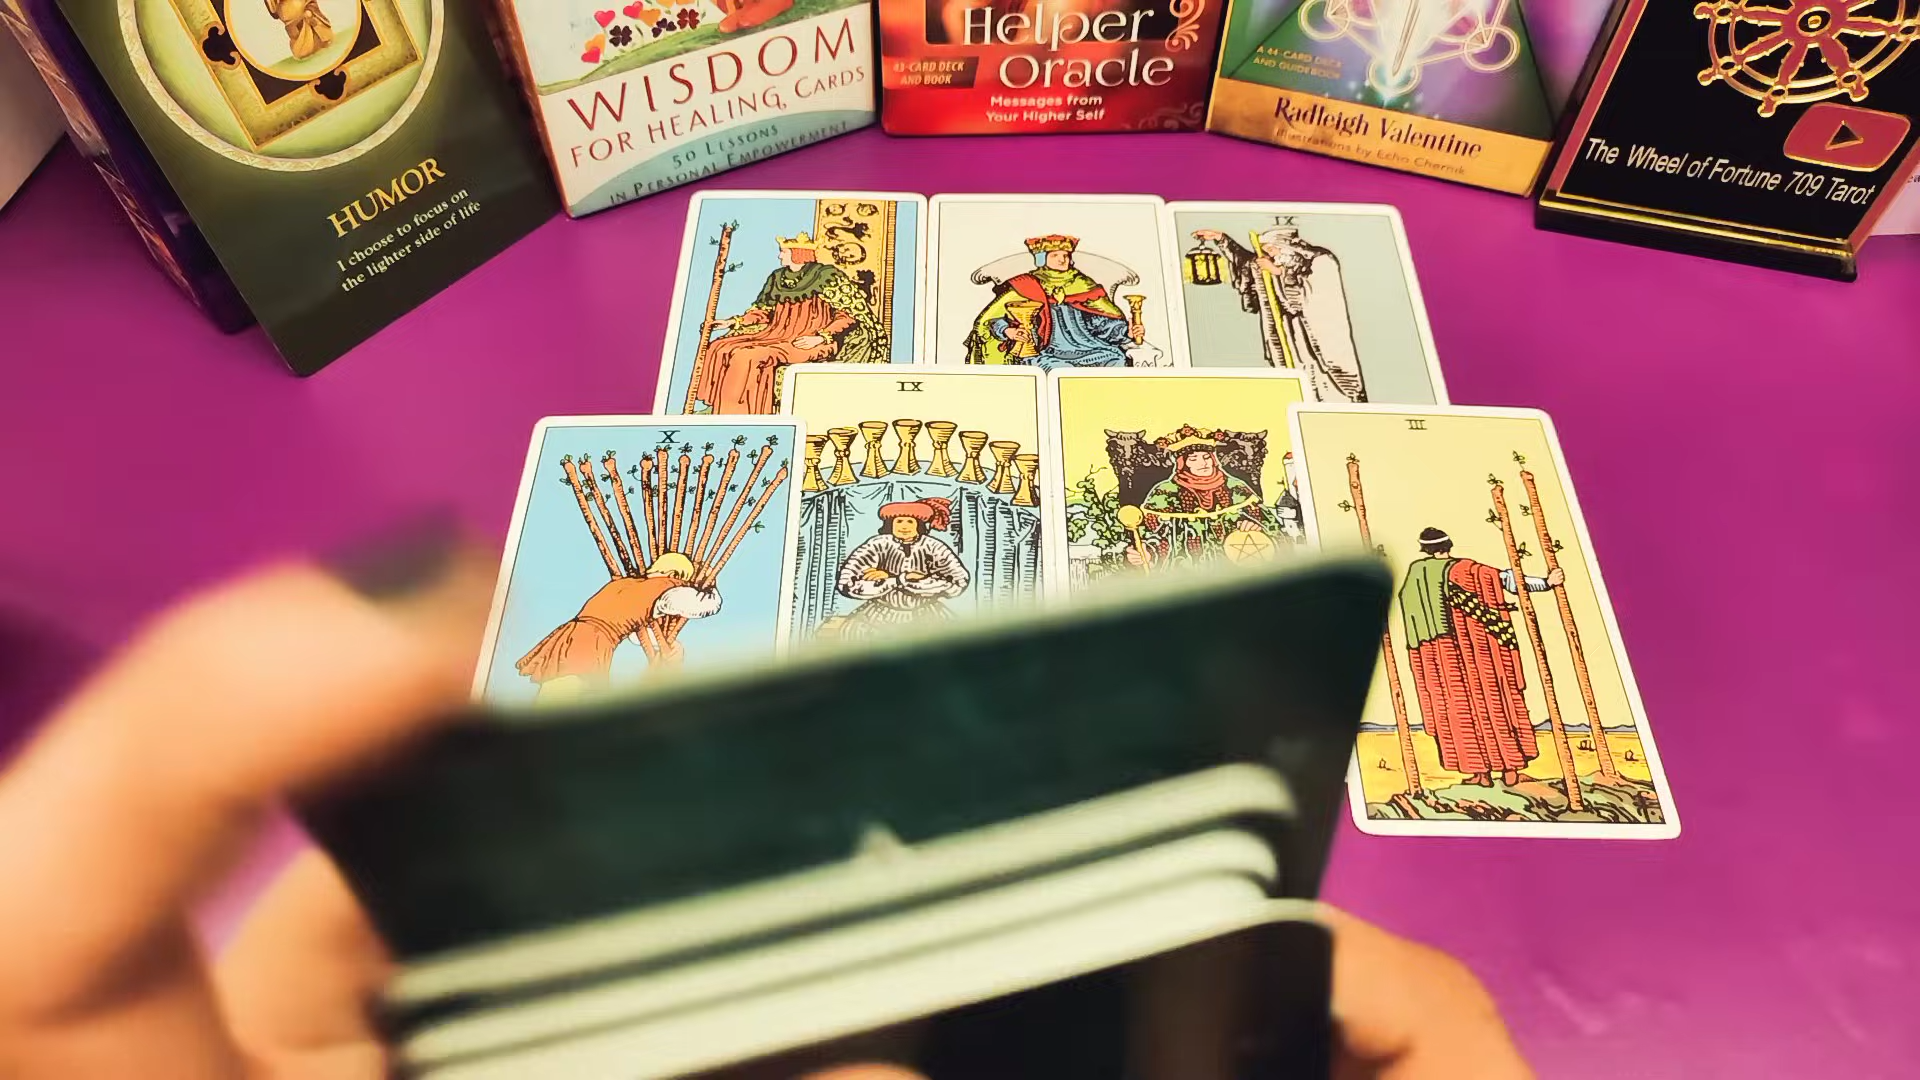 HUMOR
I choose to focus on
the lighter side of life
WISDOM
FOR HEALING CARDS
50 LESSONS
IN PERSONAL EMPOWERMENT
Helper
Oracle
43-CARD DECK
AND BOOK
Messages from
Your Higher Self
A 44-CARD DECK
AND GUIDEBOOK
Radleigh Valentine
Illustrations by Echo Chernik
The Wheel of Fortune 709 Tarot
IX
IX
X
III